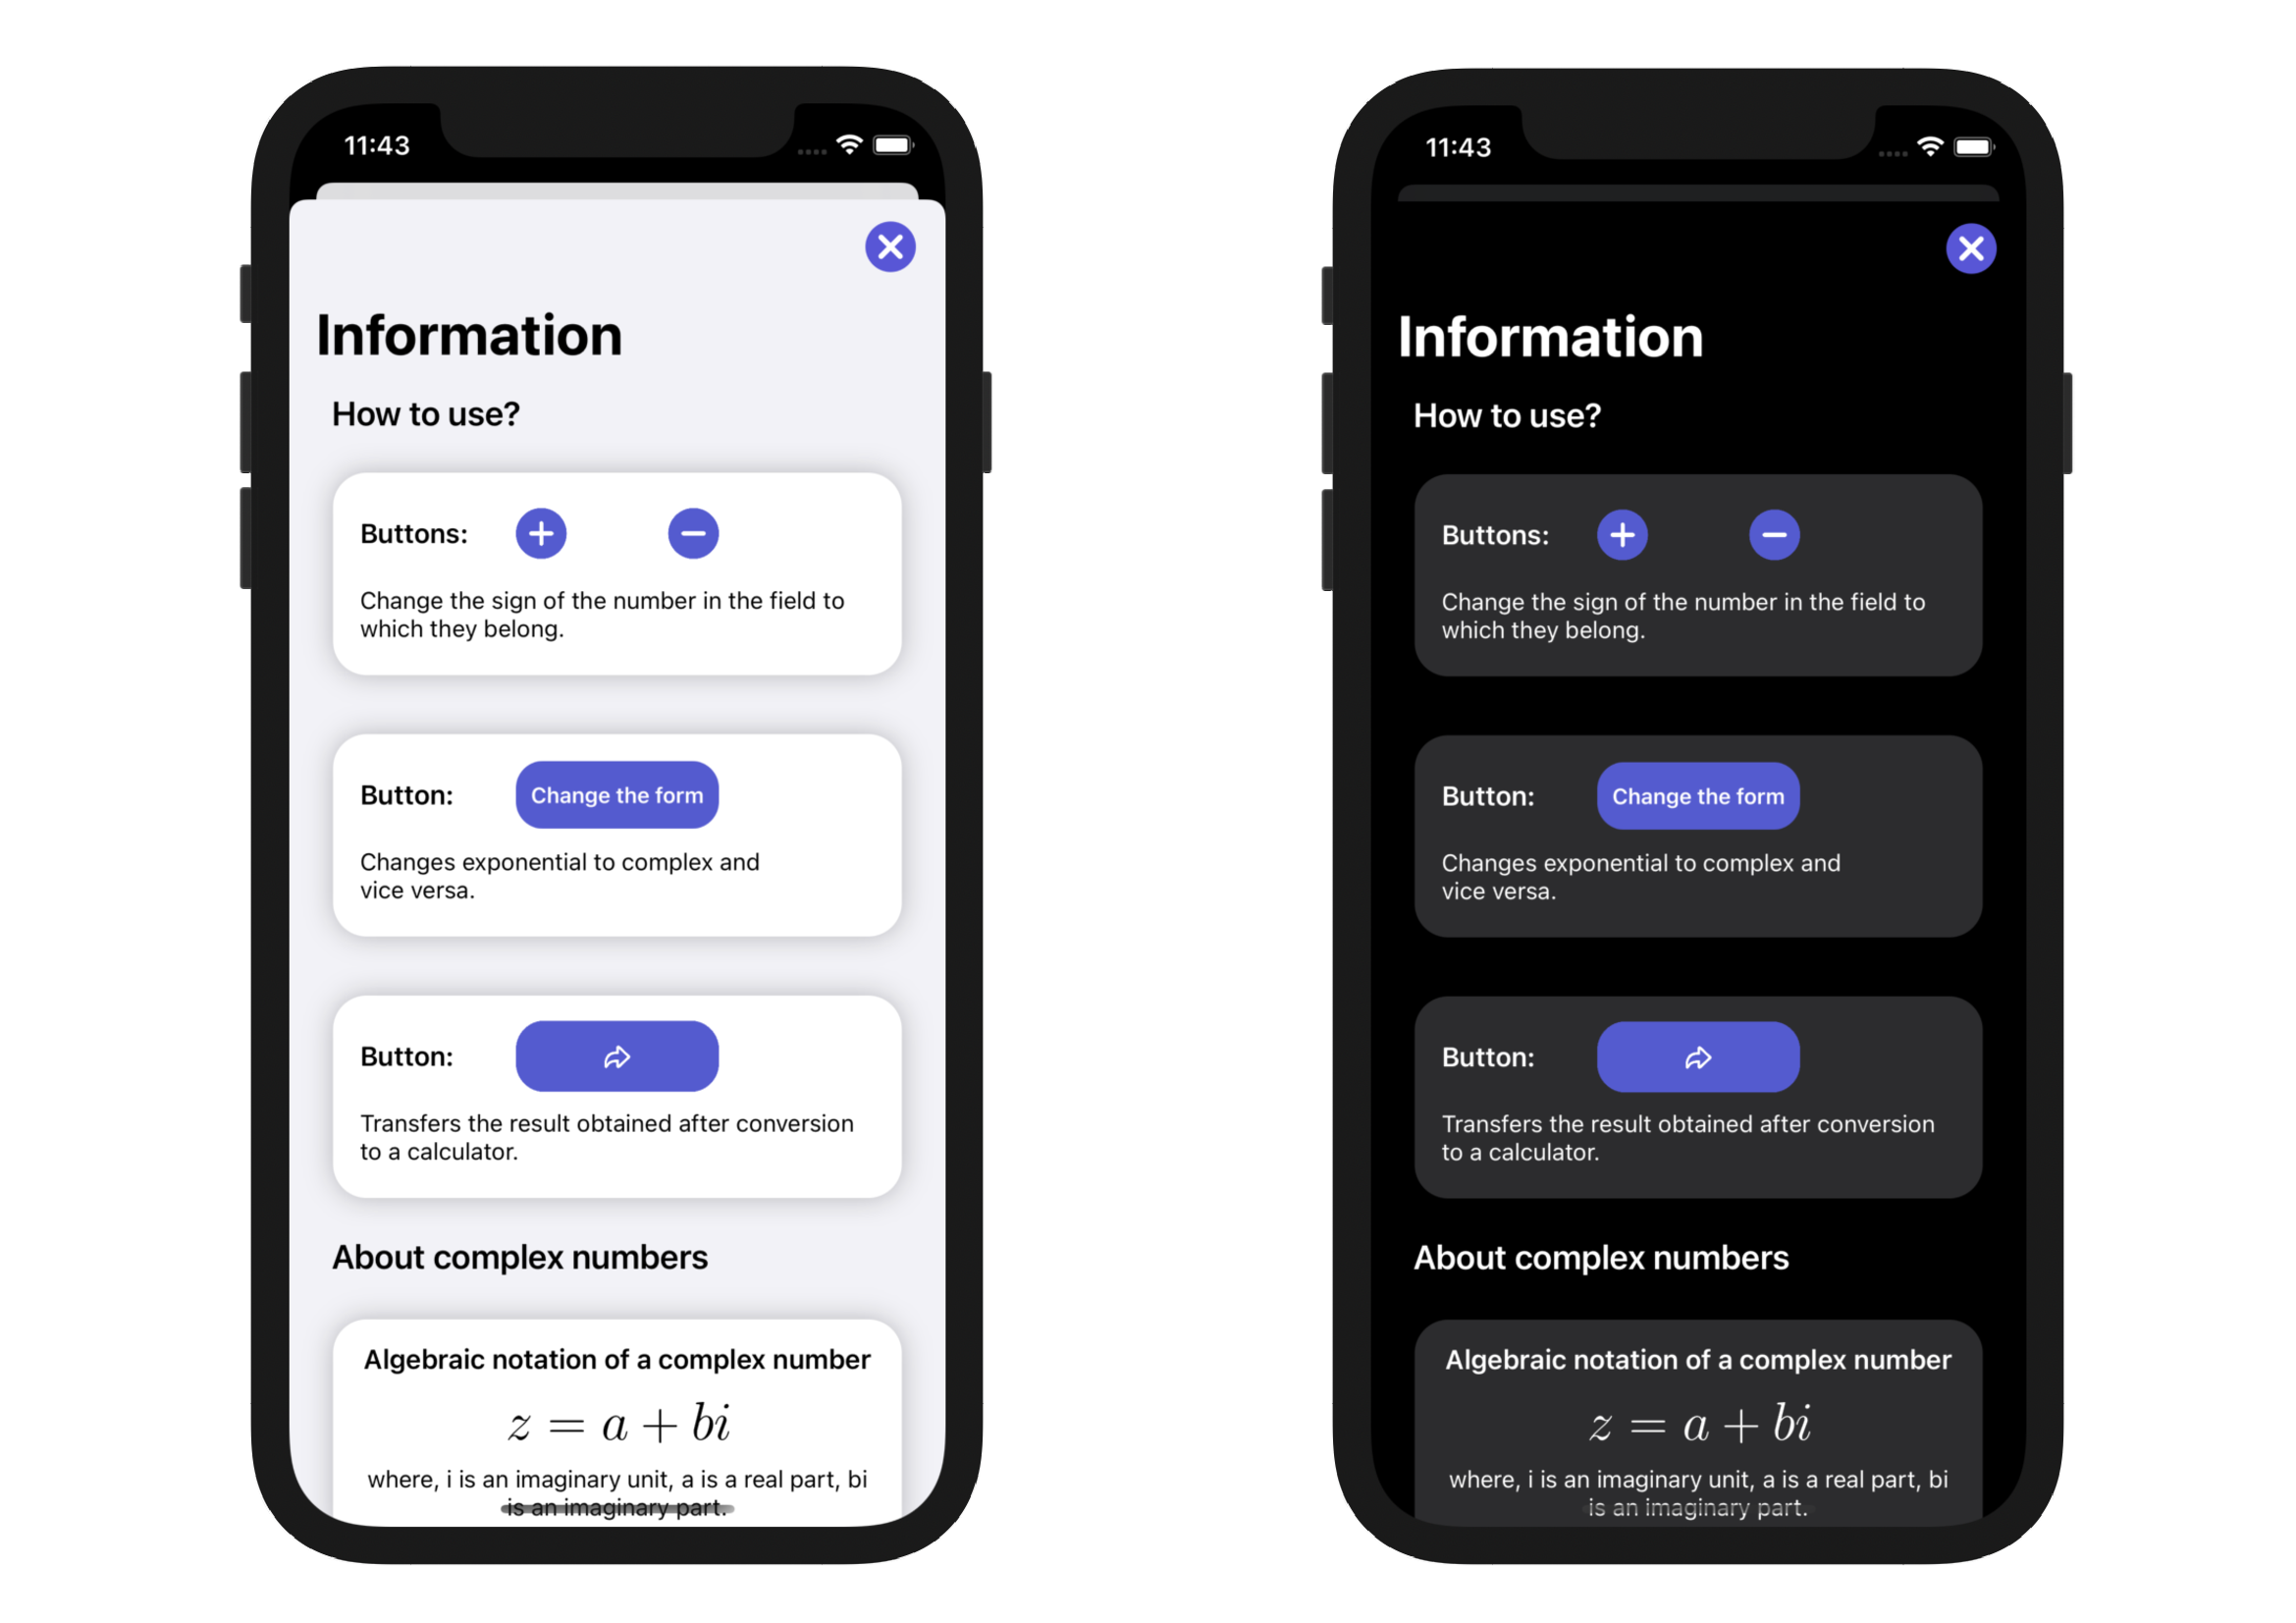 11:43
Information
How to use?
Buttons:
Change the sign of the number in the field to
which they belong.
Button: Change the form
Changes exponential to complex and
vice versa.
Button:
Transfers the result obtained after conversion
to a calculator.
About complex numbers
Algebraic notation of a complex number
z = a + bi
where, i is an imaginary unit, a is a real part, bi
is an imaginary part.
11:43
Information
How to use?
Buttons:
Change the sign of the number in the field to
which they belong.
Button: Change the form
Changes exponential to complex and
vice versa.
Button:
Transfers the result obtained after conversion
to a calculator.
About complex numbers
Algebraic notation of a complex number
z = a + bi
where, i is an imaginary unit, a is a real part, bi
is an imaginary part.